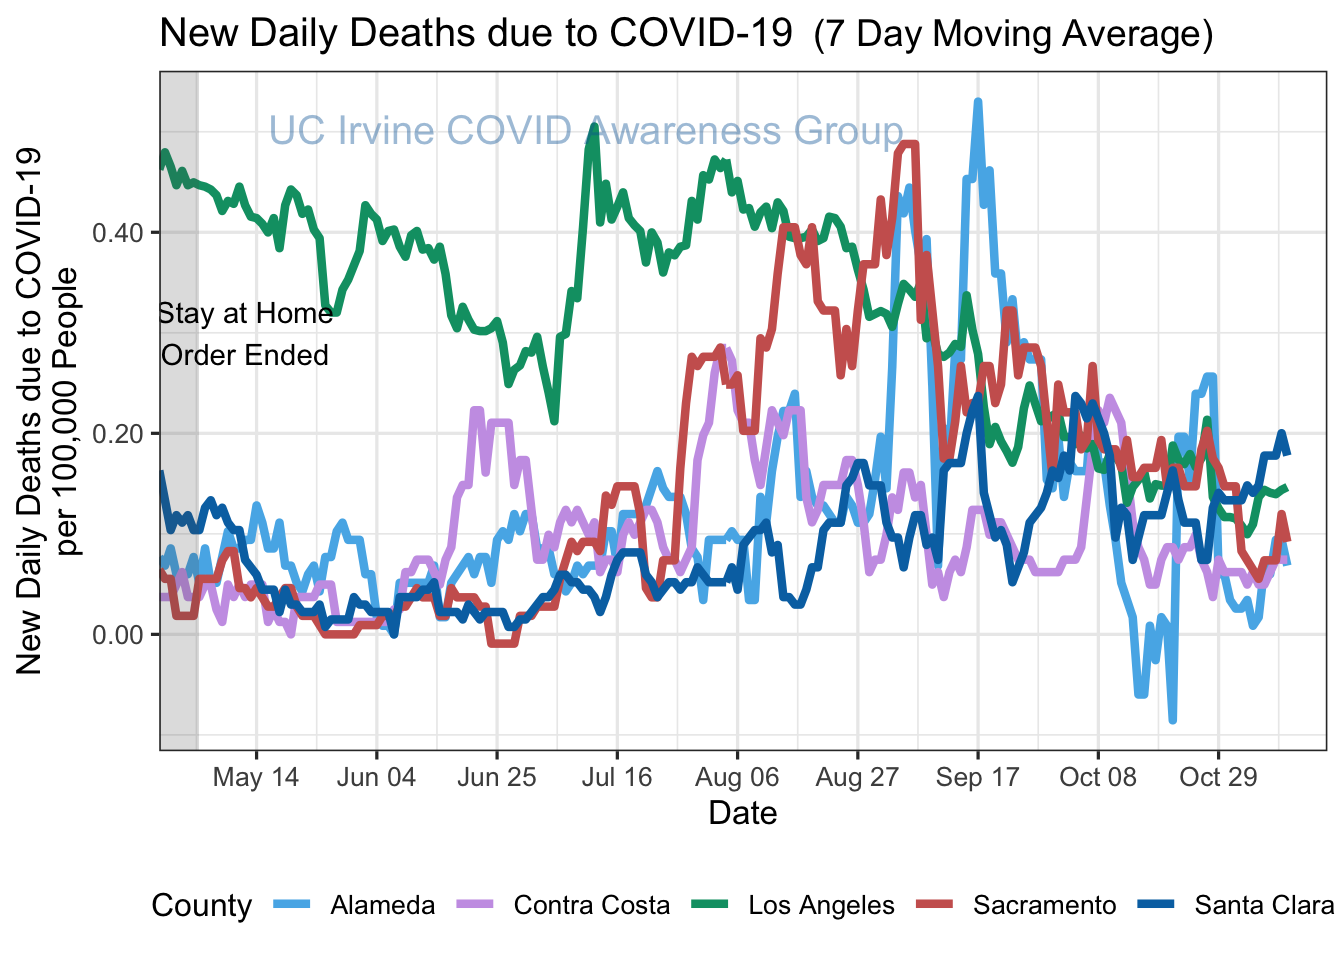 New Daily Deaths due to COVID-19 (7 Day Moving Average)
UC Irvine COVID Awareness Group
New Daily Deaths due to COVID-19
per 100,000 People
0.40
0.20
0.00
Stay at Home
Order Ended
May 14 Jun 04 Jun 25 Jul 16 Aug 06 Aug 27 Sep 17 Oct 08 Oct 29
Date
County Alameda Contra Costa Los Angeles Sacramento Santa Clara